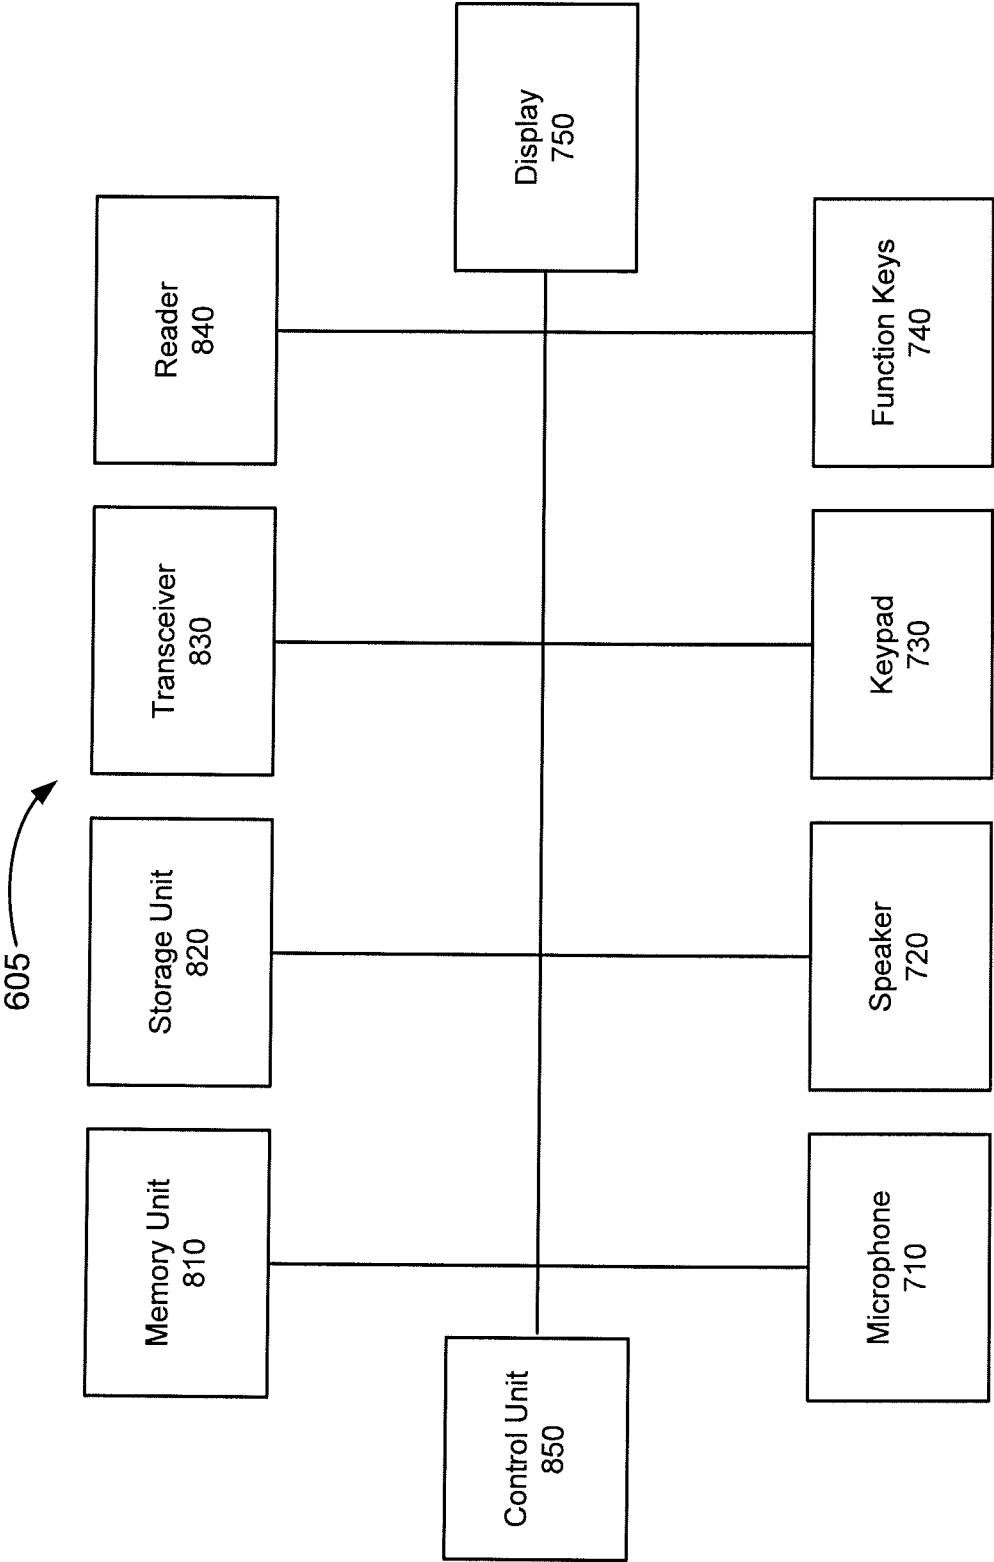 605
Memory Unit
810
Storage Unit
820
Transceiver
830
Reader
840
Control Unit
850
Display
750
Microphone
710
Speaker
720
Keypad
730
Function Keys
740